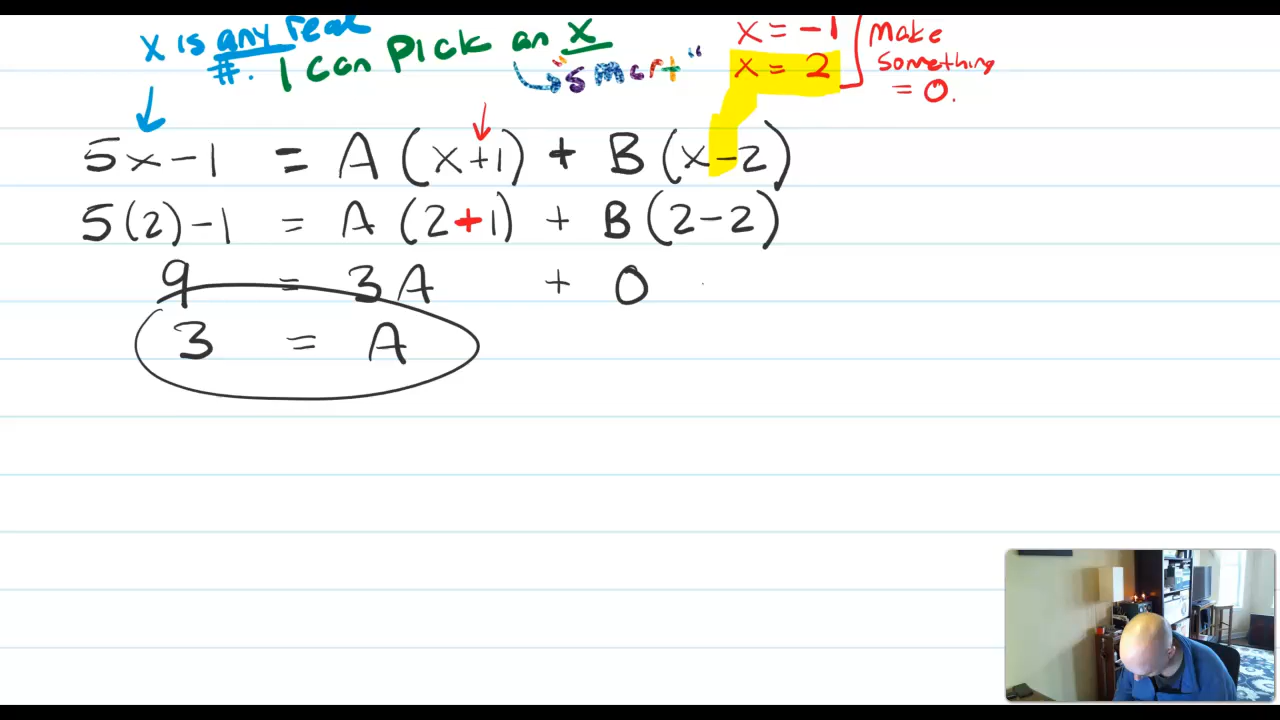 x is any real
#. I can pick an x
"smart"
x = -1
x = 2
Make
something
= 0.
5x - 1 = A (x+1) + B (x-2)
5(2) - 1 = A (2+1) + B (2-2)
9 = 3A + 0
3 = A